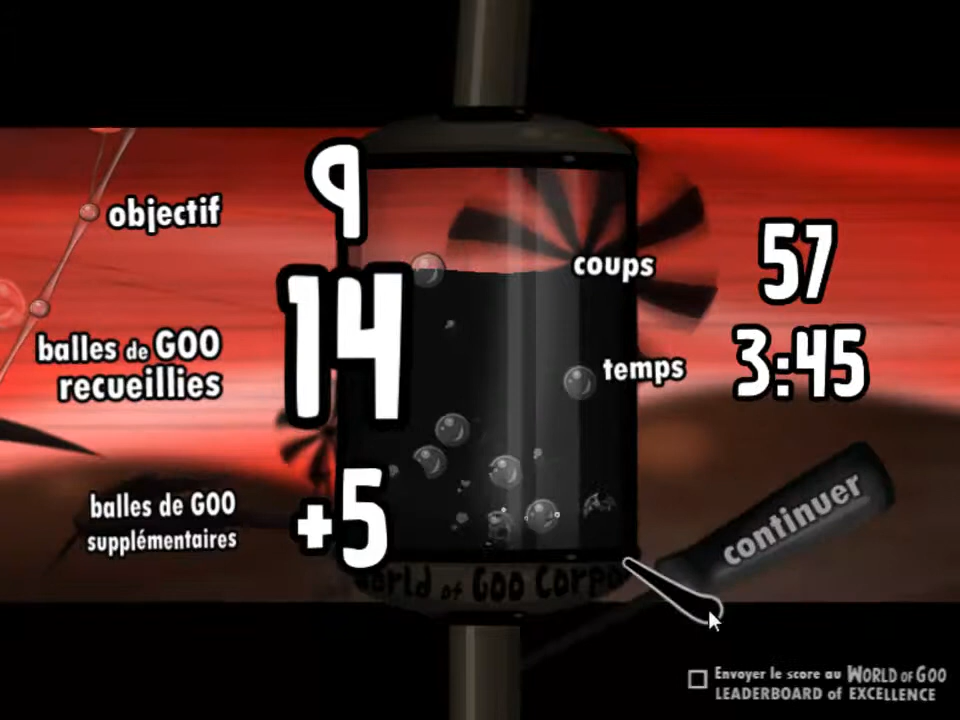 objectif
9
balles de GOO
recueillies
14
balles de GOO
supplémentaires
+5
coups
57
temps
3:45
continuer
World of Goo Corpo
Envoyer le score au WORLD OF GOO
LEADERBOARD of EXCELLENCE